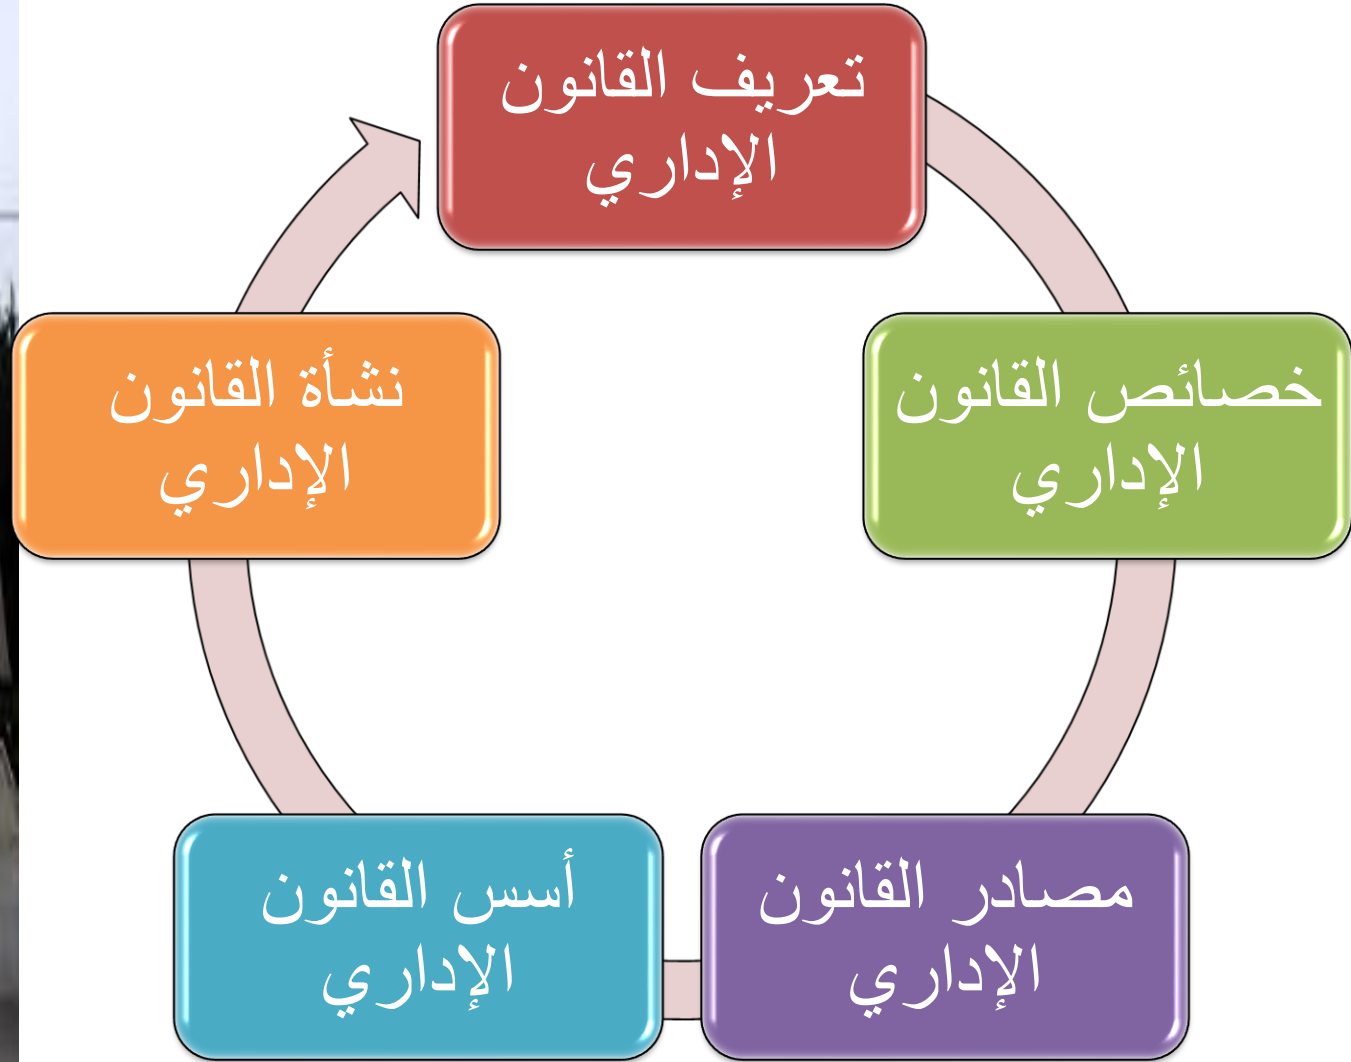 تعريف القانون
الإداري
خصائص القانون
الإداري
مصادر القانون
الإداري
أسس القانون
الإداري
نشأة القانون
الإداري